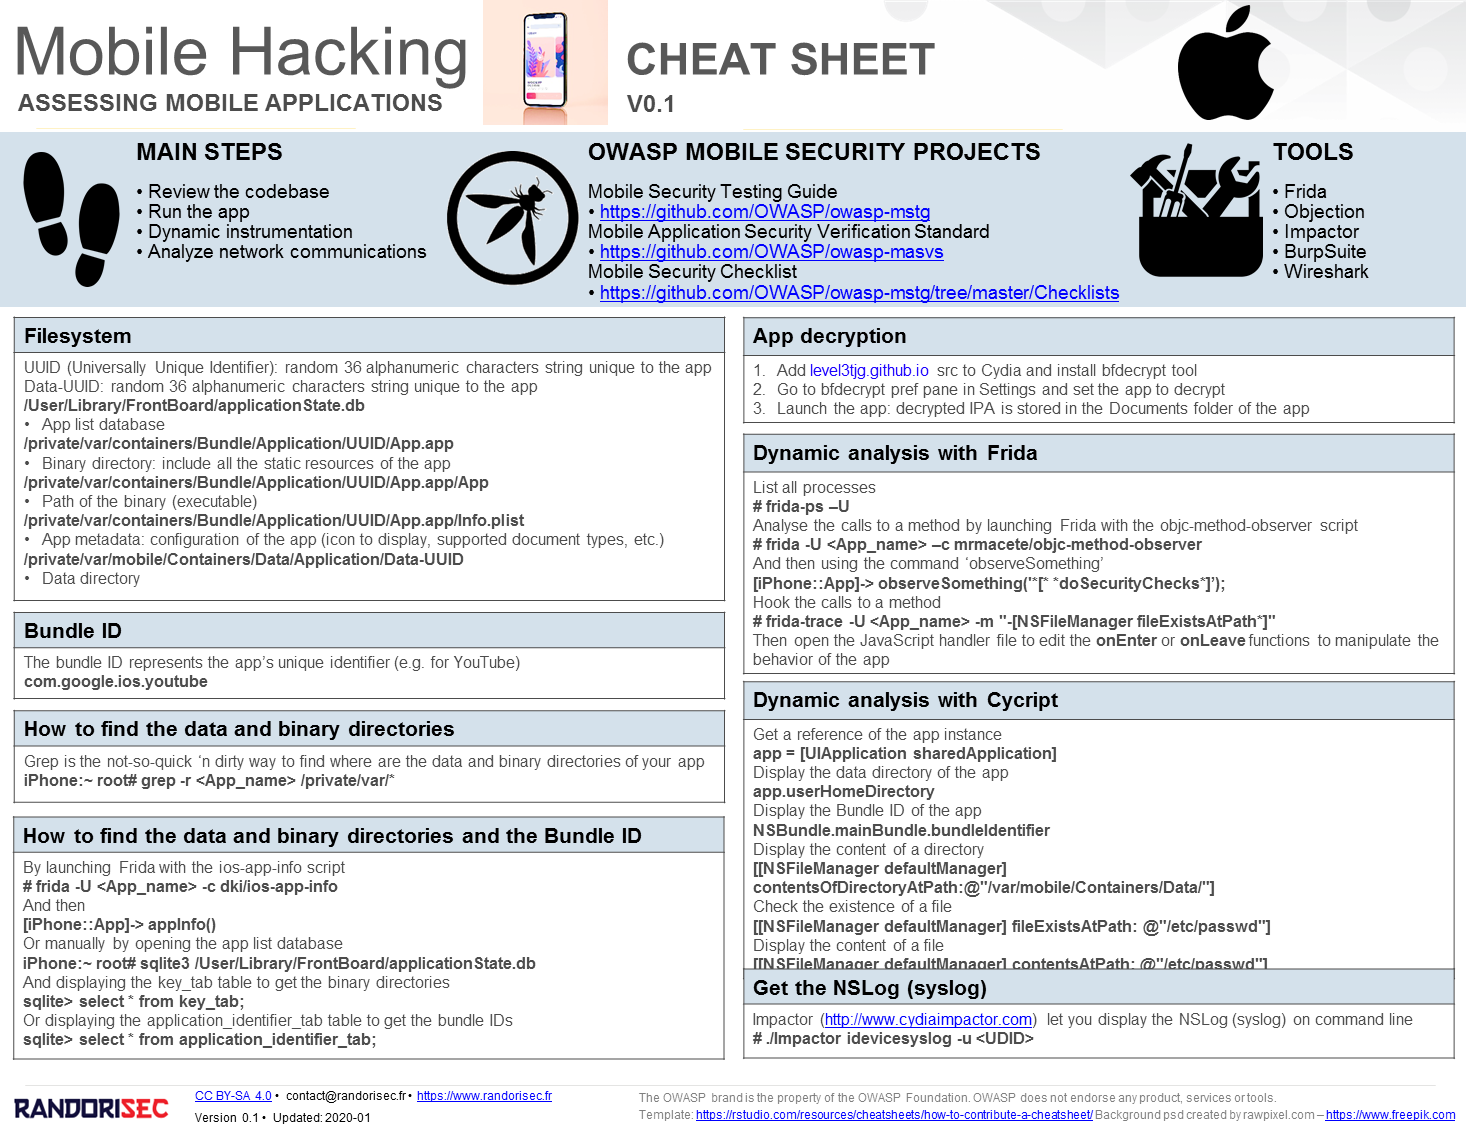 Mobile Hacking
ASSESSING MOBILE APPLICATIONS
CHEAT SHEET
V0.1
MAIN STEPS
• Review the codebase
• Run the app
• Dynamic instrumentation
• Analyze network communications
OWASP MOBILE SECURITY PROJECTS
Mobile Security Testing Guide
• https://github.com/OWASP/owasp-mstg
Mobile Application Security Verification Standard
• https://github.com/OWASP/owasp-masvs
Mobile Security Checklist
• https://github.com/OWASP/owasp-mstg/tree/master/Checklists
TOOLS
• Frida
• Objection
• Impactor
• BurpSuite
• Wireshark
Filesystem
UUID (Universally Unique Identifier): random 36 alphanumeric characters string unique to the app
Data-UUID: random 36 alphanumeric characters string unique to the app
/User/Library/FrontBoard/applicationState.db
• App list database
/private/var/containers/Bundle/Application/UUID/App.app
• Binary directory: include all the static resources of the app
/private/var/containers/Bundle/Application/UUID/App.app/App
• Path of the binary (executable)
/private/var/containers/Bundle/Application/UUID/App.app/Info.plist
• App metadata: configuration of the app (icon to display, supported document types, etc.)
/private/var/mobile/Containers/Data/Application/Data-UUID
• Data directory
Bundle ID
The bundle ID represents the app’s unique identifier (e.g. for YouTube)
com.google.ios.youtube
How to find the data and binary directories
Grep is the not-so-quick ‘n dirty way to find where are the data and binary directories of your app
iPhone:~ root# grep -r <App_name> /private/var/*
How to find the data and binary directories and the Bundle ID
By launching Frida with the ios-app-info script
# frida -U <App_name> -c dki/ios-app-info
And then
[iPhone::App]-> appInfo()
Or manually by opening the app list database
iPhone:~ root# sqlite3 /User/Library/FrontBoard/applicationState.db
And displaying the key_tab table to get the binary directories
sqlite> select * from key_tab;
Or displaying the application_identifier_tab table to get the bundle IDs
sqlite> select * from application_identifier_tab;
App decryption
1. Add level3tjg.github.io src to Cydia and install bfdecrypt tool
2. Go to bfdecrypt pref pane in Settings and set the app to decrypt
3. Launch the app: decrypted IPA is stored in the Documents folder of the app
Dynamic analysis with Frida
List all processes
# frida-ps –U
Analyse the calls to a method by launching Frida with the objc-method-observer script
# frida -U <App_name> –c mrmacete/objc-method-observer
And then using the command ‘observeSomething’
[iPhone::App]-> observeSomething('*[* *doSecurityChecks*]’);
Hook the calls to a method
# frida-trace -U <App_name> -m "-[NSFileManager fileExistsAtPath*]"
Then open the JavaScript handler file to edit the onEnter or onLeave functions to manipulate the
behavior of the app
Dynamic analysis with Cycript
Get a reference of the app instance
app = [UIApplication sharedApplication]
Display the data directory of the app
app.userHomeDirectory
Display the Bundle ID of the app
NSBundle.mainBundle.bundleIdentifier
Display the content of a directory
[[NSFileManager defaultManager]
contentsOfDirectoryAtPath:@"/var/mobile/Containers/Data/"]
Check the existence of a file
[[NSFileManager defaultManager] fileExistsAtPath: @"/etc/passwd"]
Display the content of a file
[[NSFileManager defaultManager] contentsAtPath: @"/etc/passwd"]
Get the NSLog (syslog)
Impactor (http://www.cydiaimpactor.com) let you display the NSLog (syslog) on command line
# ./Impactor idevicesyslog -u <UDID>
RANDORISEC
CC BY-SA 4.0 • contact@randorisec.fr • https://www.randorisec.fr
Version 0.1 • Updated: 2020-01
The OWASP brand is the property of the OWASP Foundation. OWASP does not endorse any product, services or tools.
Template: https://rstudio.com/resources/cheatsheets/how-to-contribute-a-cheatsheet/ Background psd created by rawpixel.com – https://www.freepik.com